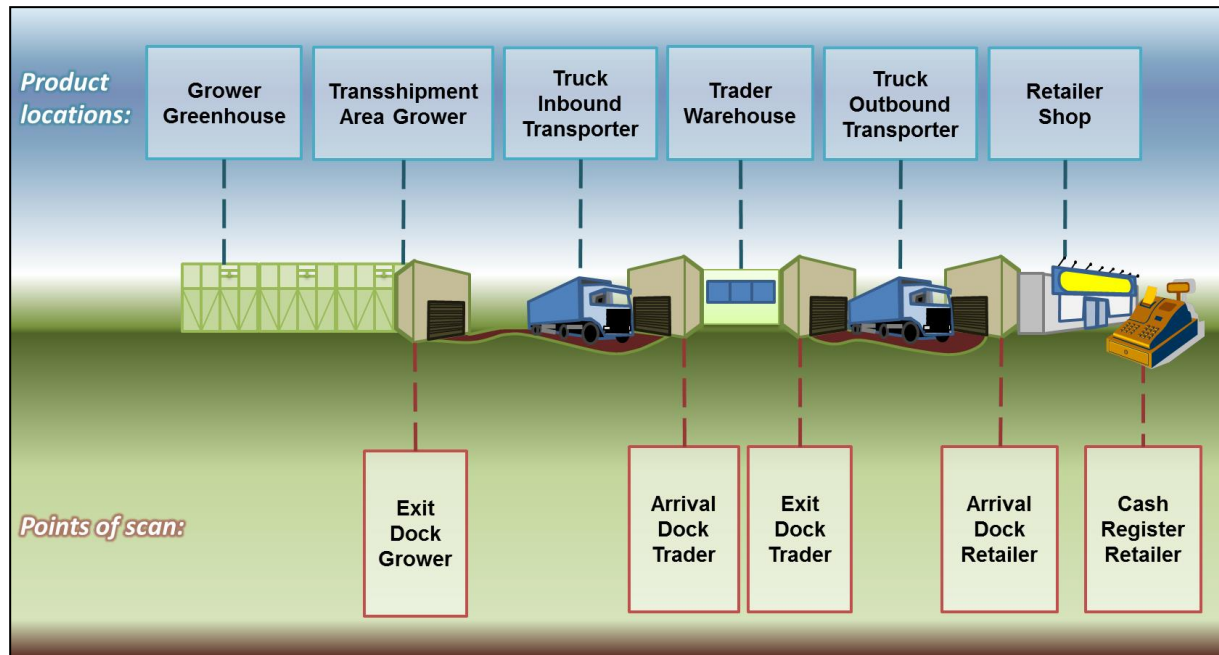 Product
locations:
Grower
Greenhouse
Transshipment
Area Grower
Truck
Inbound
Transporter
Trader
Warehouse
Truck
Outbound
Transporter
Retailer
Shop
Points of scan:
Exit
Dock
Grower
Arrival
Dock
Trader
Exit
Dock
Trader
Arrival
Dock
Retailer
Cash
Register
Retailer